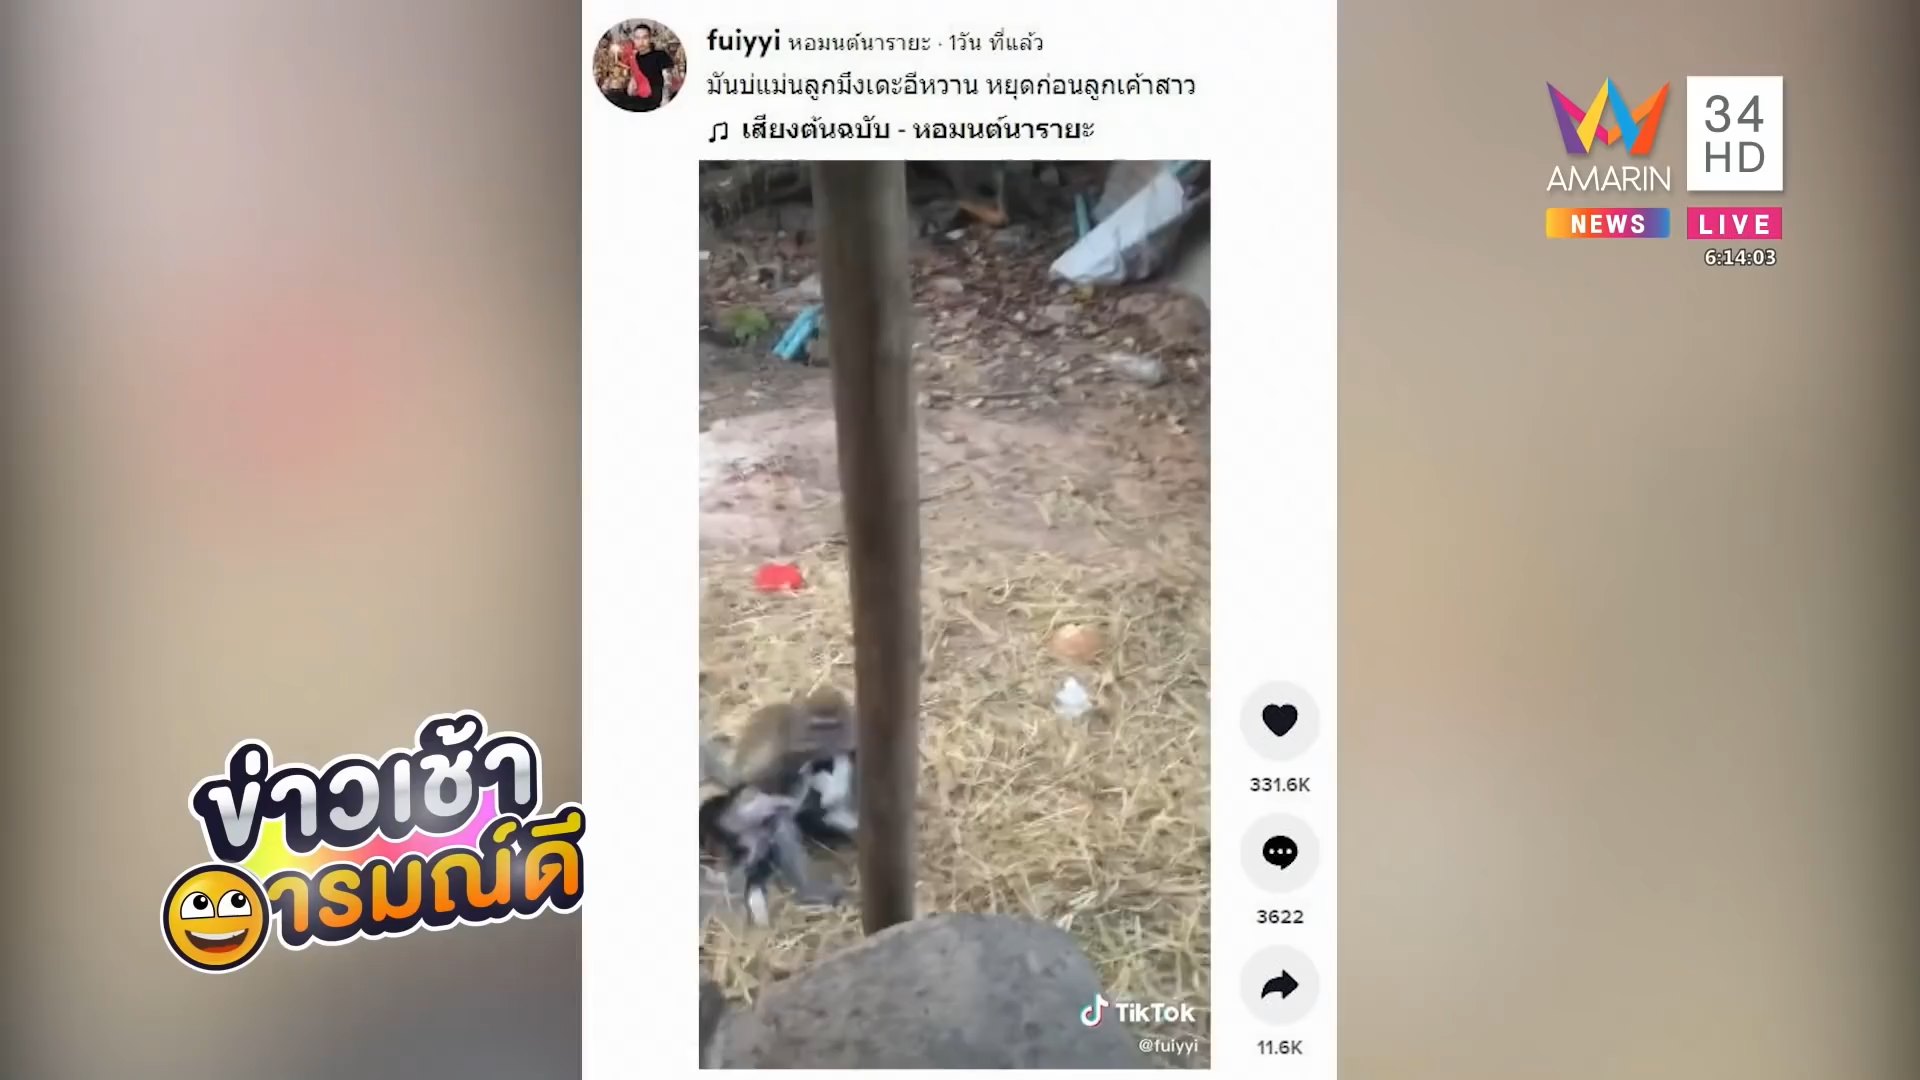 fuiyyi หอมนต์นารายะ · 1วัน ที่แล้ว
มันบ่แม่นลูกมึงเดะอีหวาน หยุดก่อนลูกเค้าสาว
เสียงต้นฉบับ - หอมนต์นารายะ
AMARIN
34
HD
NEWS
LIVE
6:14:03
331.6K
3622
11.6K
ข่าวเช้า
อารมณ์ดี
TikTok
@fuiyyi